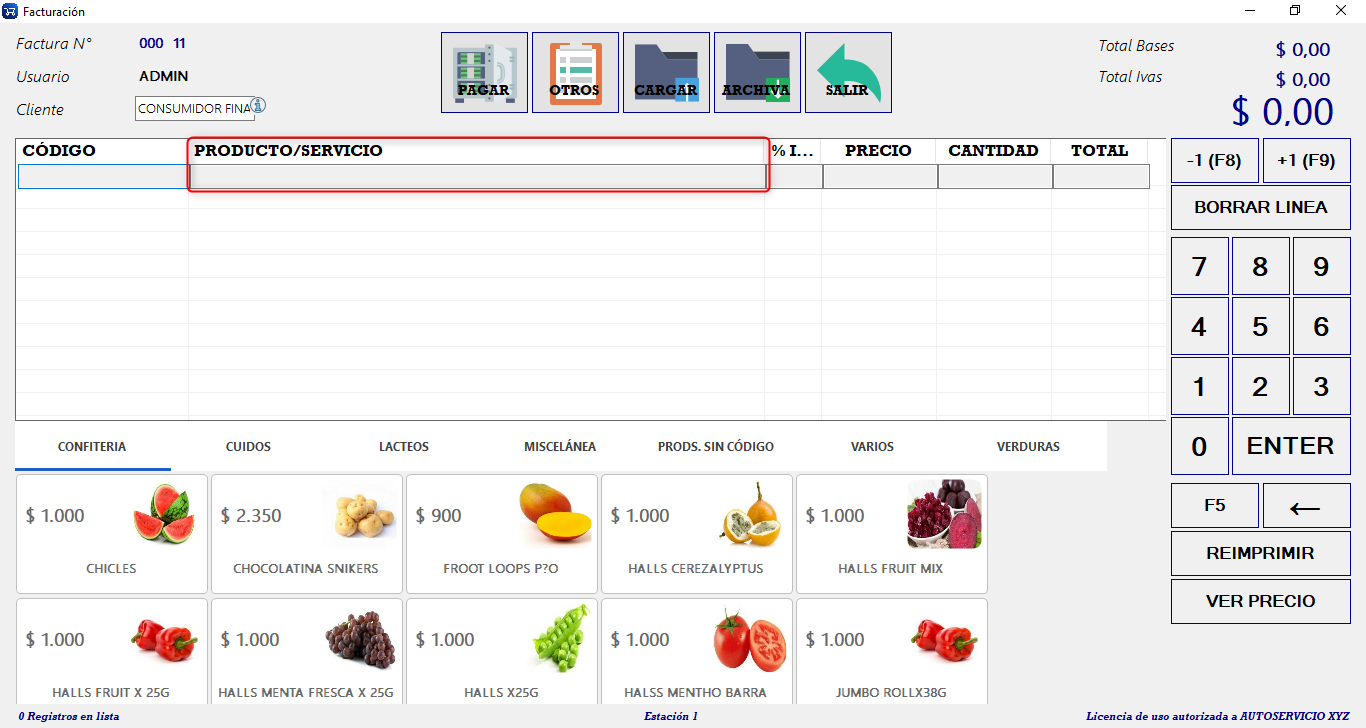 Facturación
Factura N° 000 11
Usuario ADMIN
Cliente CONSUMIDOR FINA
PAGAR OTROS CARGAR ARCHIVA SALIR
Total Bases $ 0,00
Total Ivas $ 0,00
$ 0,00
CÓDIGO PRODUCTO/SERVICIO % I... PRECIO CANTIDAD TOTAL
-1 (F8) +1 (F9)
BORRAR LINEA
7 8 9
4 5 6
1 2 3
0 ENTER
F5 ←
REIMPRIMIR
VER PRECIO
CONFITERIA CUIDOS LACTEOS MISCELÁNEA PRODS. SIN CÓDIGO VARIOS VERDURAS
$ 1.000 $ 2.350 $ 900 $ 1.000 $ 1.000
CHICLES CHOCOLATINA SNIKERS FROOT LOOPS P?O HALLS CEREZALYPTUS HALLS FRUIT MIX
$ 1.000 $ 1.000 $ 1.000 $ 1.000 $ 1.000
HALLS FRUIT X 25G HALLS MENTA FRESCA X 25G HALLS X25G HALSS MENTHO BARRA JUMBO ROLLX38G
0 Registros en lista Estación 1 Licencia de uso autorizada a AUTOSERVICIO XYZ